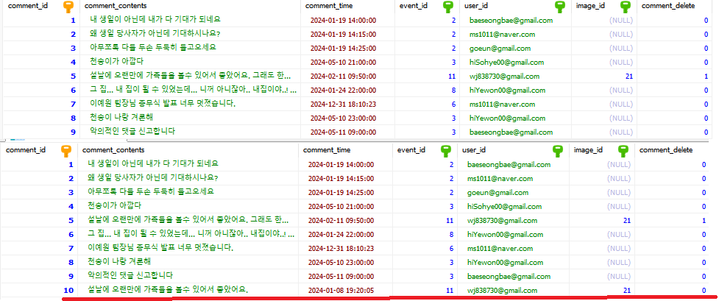 comment_id comment_contents comment_time event_id user_id image_id comment_delete
1 내 생일이 아닌데 내가 다 기대가 되네요 2024-01-19 14:00:00 2 baeseongbae@gmail.com (NULL) 0
2 왜 생일 당사자가 아닌데 기대하시나요? 2024-01-19 14:15:00 2 ms1011@naver.com (NULL) 0
3 아무쪼록 다들 두손 두둑히 들고오세요 2024-01-19 14:25:00 2 goeun@gmail.com (NULL) 0
4 천송이가 아깝다 2024-05-10 21:00:00 3 hiSohye00@gmail.com (NULL) 0
5 설날에 오랜만에 가족들을 볼수 있어서 좋았어요. 그래도 한... 2024-02-11 09:50:00 11 wj838730@gmail.com 21 1
6 그 집... 내 집이 될 수 있었는데... 니꺼 아니잖아.. 내집이야..! ... 2024-01-24 22:00:00 8 hiYewon00@gmail.com (NULL) 0
7 이예원 팀장님 종무식 발표 너무 멋졌습니다. 2024-12-31 18:10:23 6 ms1011@naver.com (NULL) 0
8 천송이 나랑 겨론해 2024-05-10 23:00:00 3 hiYewon00@gmail.com (NULL) 0
9 악의적인 댓글 신고합니다 2024-05-11 09:00:00 3 baeseongbae@gmail.com (NULL) 0
comment_id comment_contents comment_time event_id user_id image_id comment_delete
1 내 생일이 아닌데 내가 다 기대가 되네요 2024-01-19 14:00:00 2 baeseongbae@gmail.com (NULL) 0
2 왜 생일 당사자가 아닌데 기대하시나요? 2024-01-19 14:15:00 2 ms1011@naver.com (NULL) 0
3 아무쪼록 다들 두손 두둑히 들고오세요 2024-01-19 14:25:00 2 goeun@gmail.com (NULL) 0
4 천송이가 아깝다 2024-05-10 21:00:00 3 hiSohye00@gmail.com (NULL) 0
5 설날에 오랜만에 가족들을 볼수 있어서 좋았어요. 그래도 한... 2024-02-11 09:50:00 11 wj838730@gmail.com 21 1
6 그 집... 내 집이 될 수 있었는데... 니꺼 아니잖아.. 내집이야..! ... 2024-01-24 22:00:00 8 hiYewon00@gmail.com (NULL) 0
7 이예원 팀장님 종무식 발표 너무 멋졌습니다. 2024-12-31 18:10:23 6 ms1011@naver.com (NULL) 0
8 천송이 나랑 겨론해 2024-05-10 23:00:00 3 hiYewon00@gmail.com (NULL) 0
9 악의적인 댓글 신고합니다 2024-05-11 09:00:00 3 baeseongbae@gmail.com (NULL) 0
10 설날에 오랜만에 가족들을 볼수 있어서 좋았어요. 2024-01-08 19:20:05 11 wj838730@gmail.com 21 0